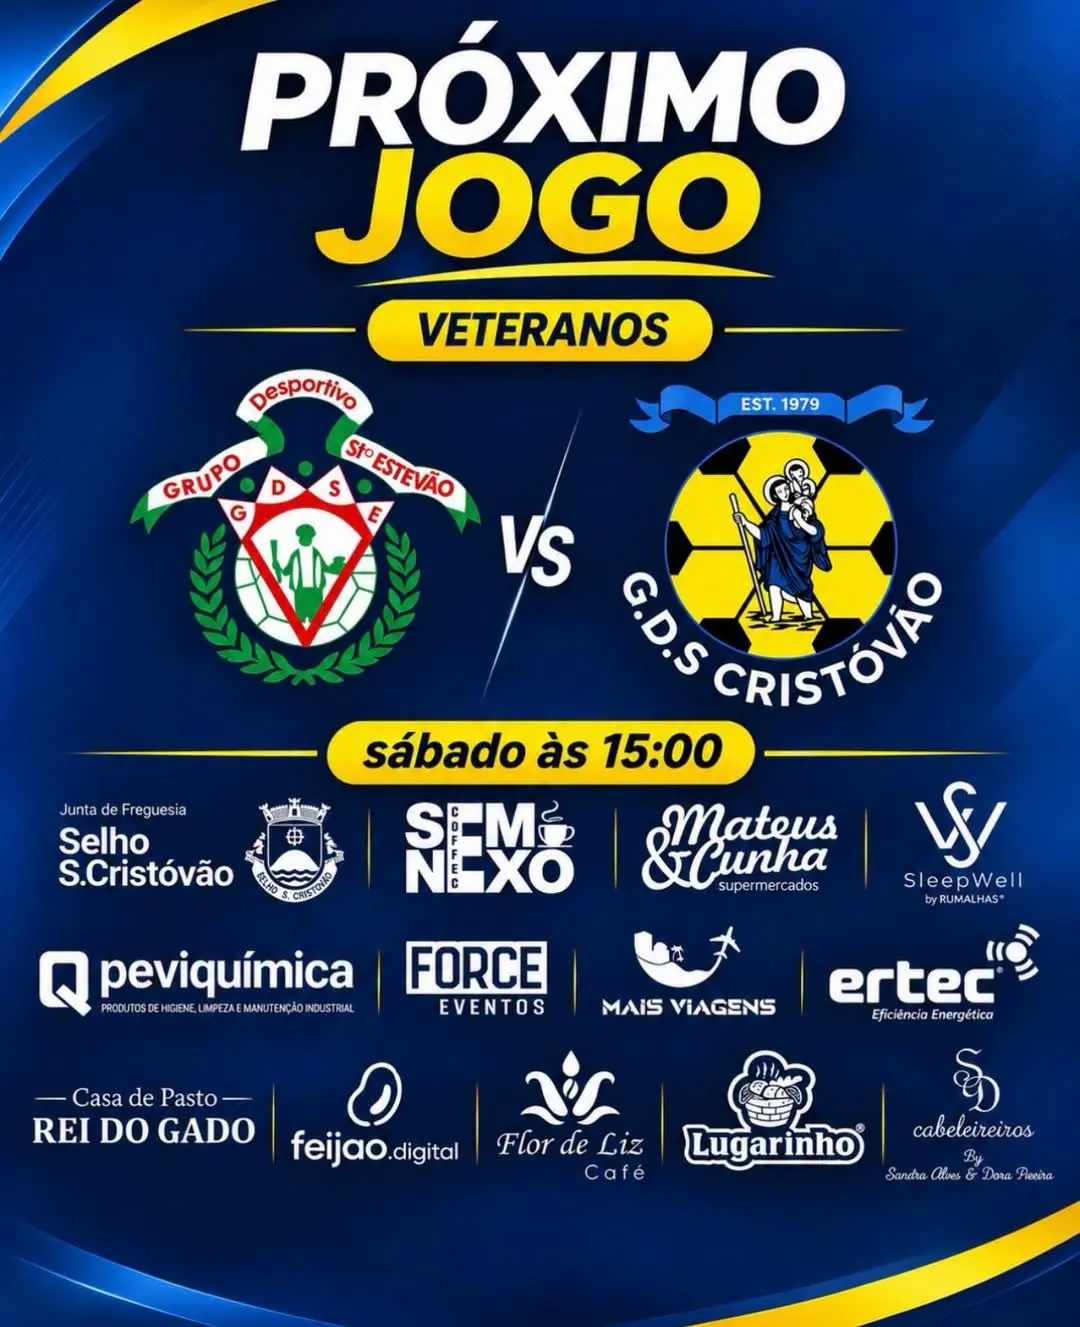 PRÓXIMO
JOGO
VETERANOS
Desportivo
GRUPO
Stº ESTEVÃO
G D S E
EST. 1979
VS
G.D.S CRISTÓVÃO
sábado às 15:00
Junta de Freguesia
Selho
S.Cristóvão
SELHO S. CRISTOVÃO
SEM
NEXO
COFFEC
Mateus
&Cunha
supermercados
SW
SleepWell
by RUMALHAS®
peviquímica
PRODUTOS DE HIGIENE, LIMPEZA E MANUTENÇÃO INDUSTRIAL
FORCE
EVENTOS
MAIS VIAGENS
ertec®
Eficiência Energética
Casa de Pasto
REI DO GADO
feijao.digital
Flor de Liz
Café
Lugarinho®
SD
cabeleireiros
By
Sandra Alves & Dora